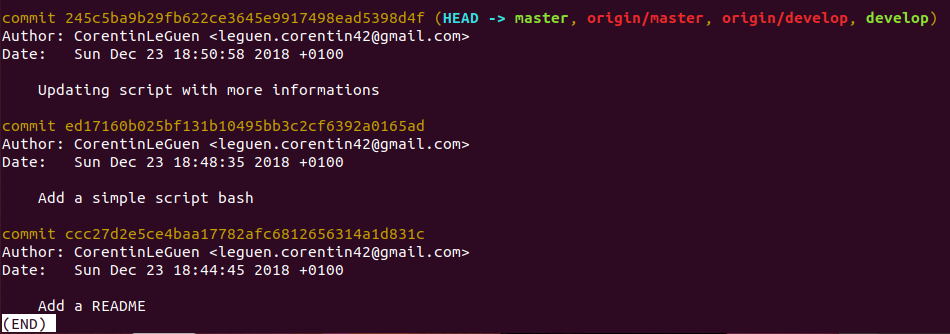 commit 245c5ba9b29fb622ce3645e9917498ead5398d4f (HEAD -> master, origin/master, origin/develop, develop)
Author: CorentinLeGuen <leguen.corentin42@gmail.com>
Date:   Sun Dec 23 18:50:58 2018 +0100
Updating script with more informations
commit ed17160b025bf131b10495bb3c2cf6392a0165ad
Author: CorentinLeGuen <leguen.corentin42@gmail.com>
Date:   Sun Dec 23 18:48:35 2018 +0100
Add a simple script bash
commit ccc27d2e5ce4baa17782afc6812656314a1d831c
Author: CorentinLeGuen <leguen.corentin42@gmail.com>
Date:   Sun Dec 23 18:44:45 2018 +0100
Add a README
(END)